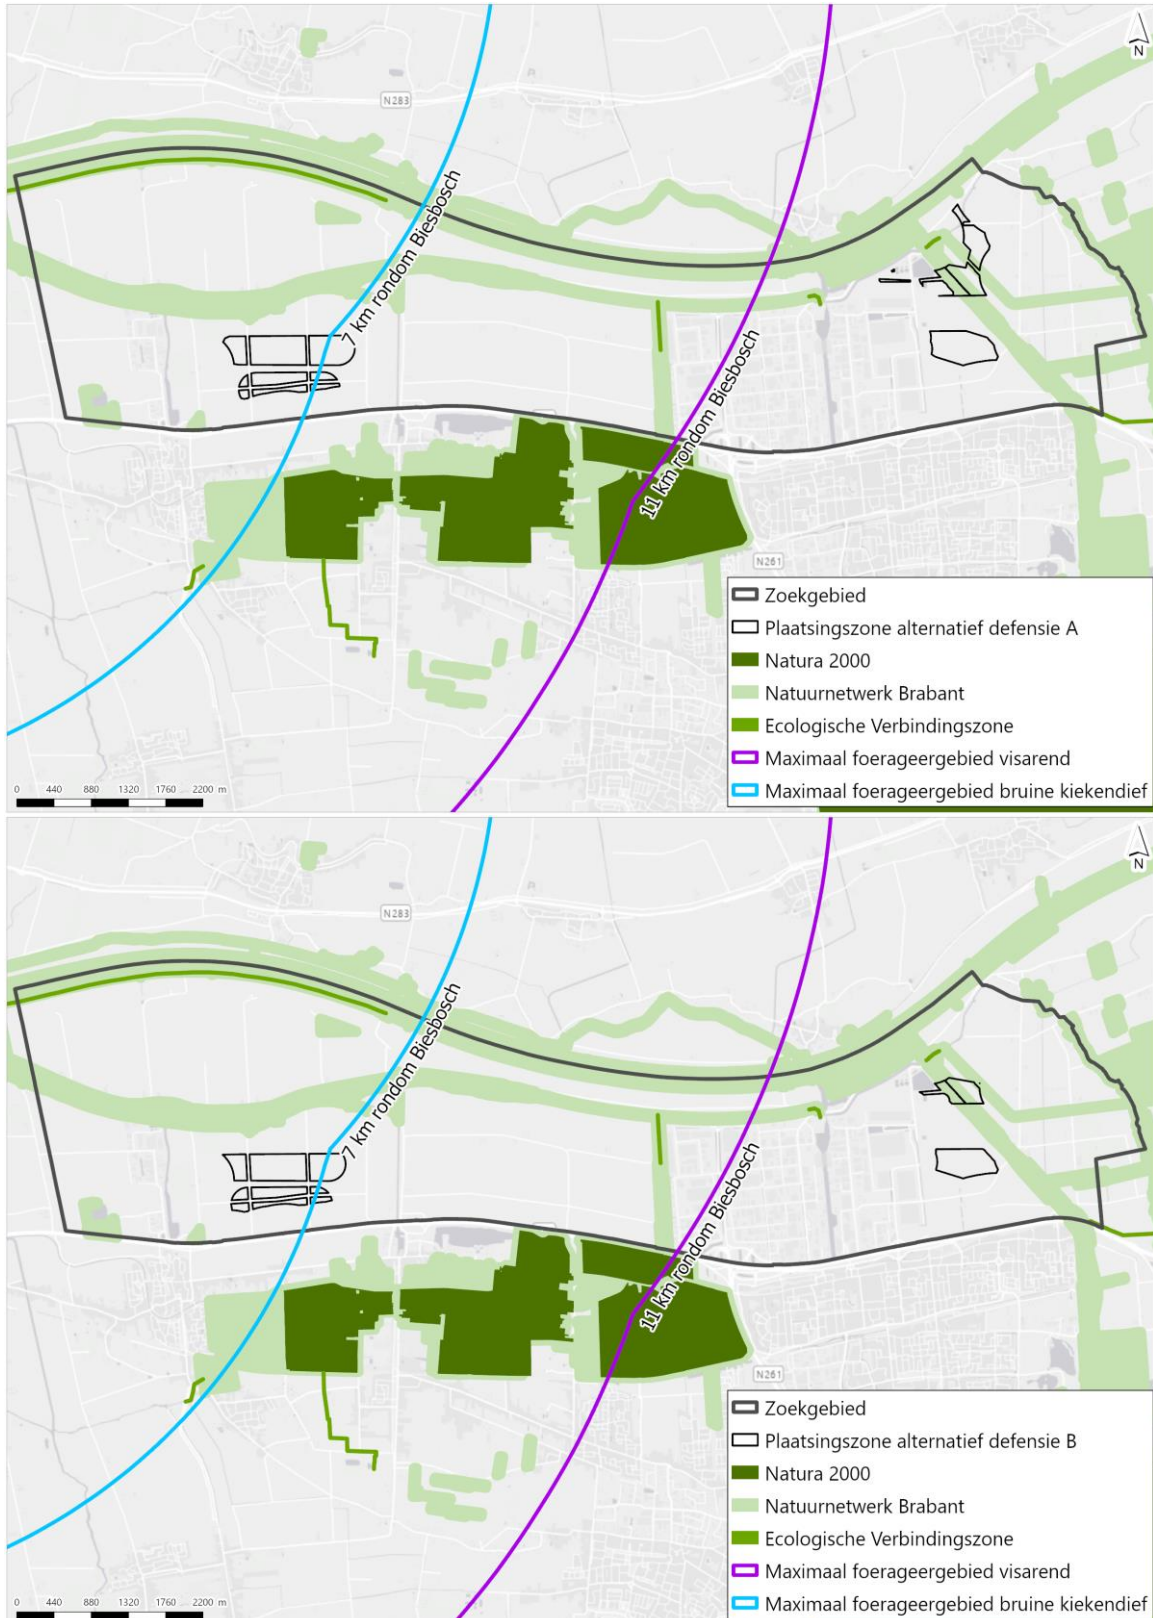 N
N283
7 km rondom Biesbosch
11 km rondom Biesbosch
N261
Zoekgebied
Plaatsingszone alternatief defensie A
Natura 2000
Natuurnetwerk Brabant
Ecologische Verbindingszone
Maximaal foerageergebied visarend
Maximaal foerageergebied bruine kiekendief
0 440 880 1320 1760 2200 m
N
N283
7 km rondom Biesbosch
11 km rondom Biesbosch
N261
Zoekgebied
Plaatsingszone alternatief defensie B
Natura 2000
Natuurnetwerk Brabant
Ecologische Verbindingszone
Maximaal foerageergebied visarend
Maximaal foerageergebied bruine kiekendief
0 440 880 1320 1760 2200 m